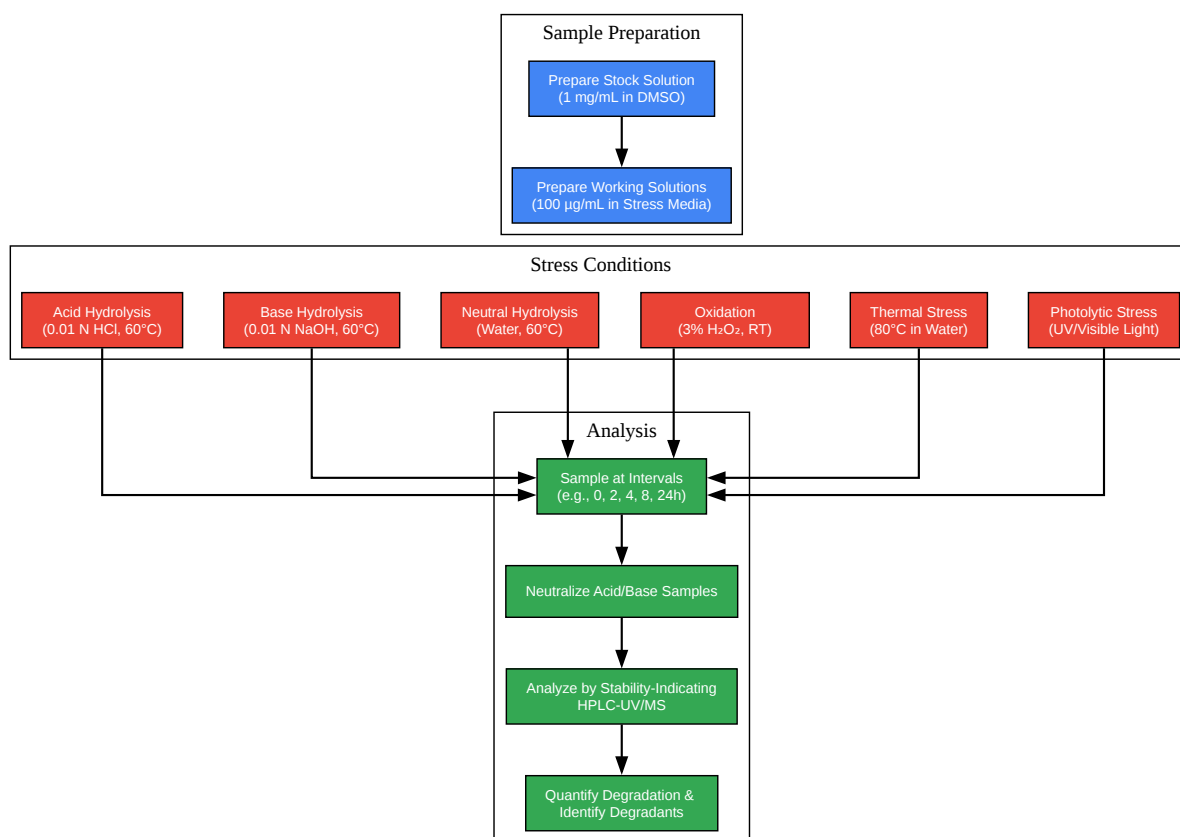 Sample Preparation
Prepare Stock Solution
(1 mg/mL in DMSO)
Prepare Working Solutions
(100 µg/mL in Stress Media)
Stress Conditions
Acid Hydrolysis
(0.01 N HCl, 60°C)
Base Hydrolysis
(0.01 N NaOH, 60°C)
Neutral Hydrolysis
(Water, 60°C)
Oxidation
(3% H₂O₂, RT)
Thermal Stress
(80°C in Water)
Photolytic Stress
(UV/Visible Light)
Analysis
Sample at Intervals
(e.g., 0, 2, 4, 8, 24h)
Neutralize Acid/Base Samples
Analyze by Stability-Indicating
HPLC-UV/MS
Quantify Degradation &
Identify Degradants